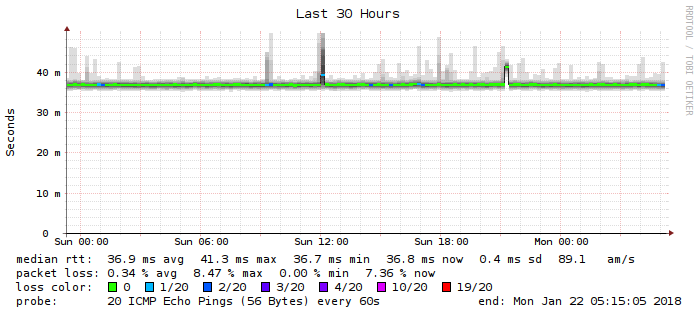 Last 30 Hours
RRDTOOL / TOBI OETIKER
Seconds
40 m
30 m
20 m
10 m
0
Sun 00:00 Sun 06:00 Sun 12:00 Sun 18:00 Mon 00:00
median rtt: 36.9 ms avg 41.3 ms max 36.7 ms min 36.8 ms now 0.4 ms sd 89.1 am/s
packet loss: 0.34 % avg 8.47 % max 0.00 % min 7.36 % now
loss color: 0 1/20 2/20 3/20 4/20 10/20 19/20
probe: 20 ICMP Echo Pings (56 Bytes) every 60s end: Mon Jan 22 05:15:05 2018